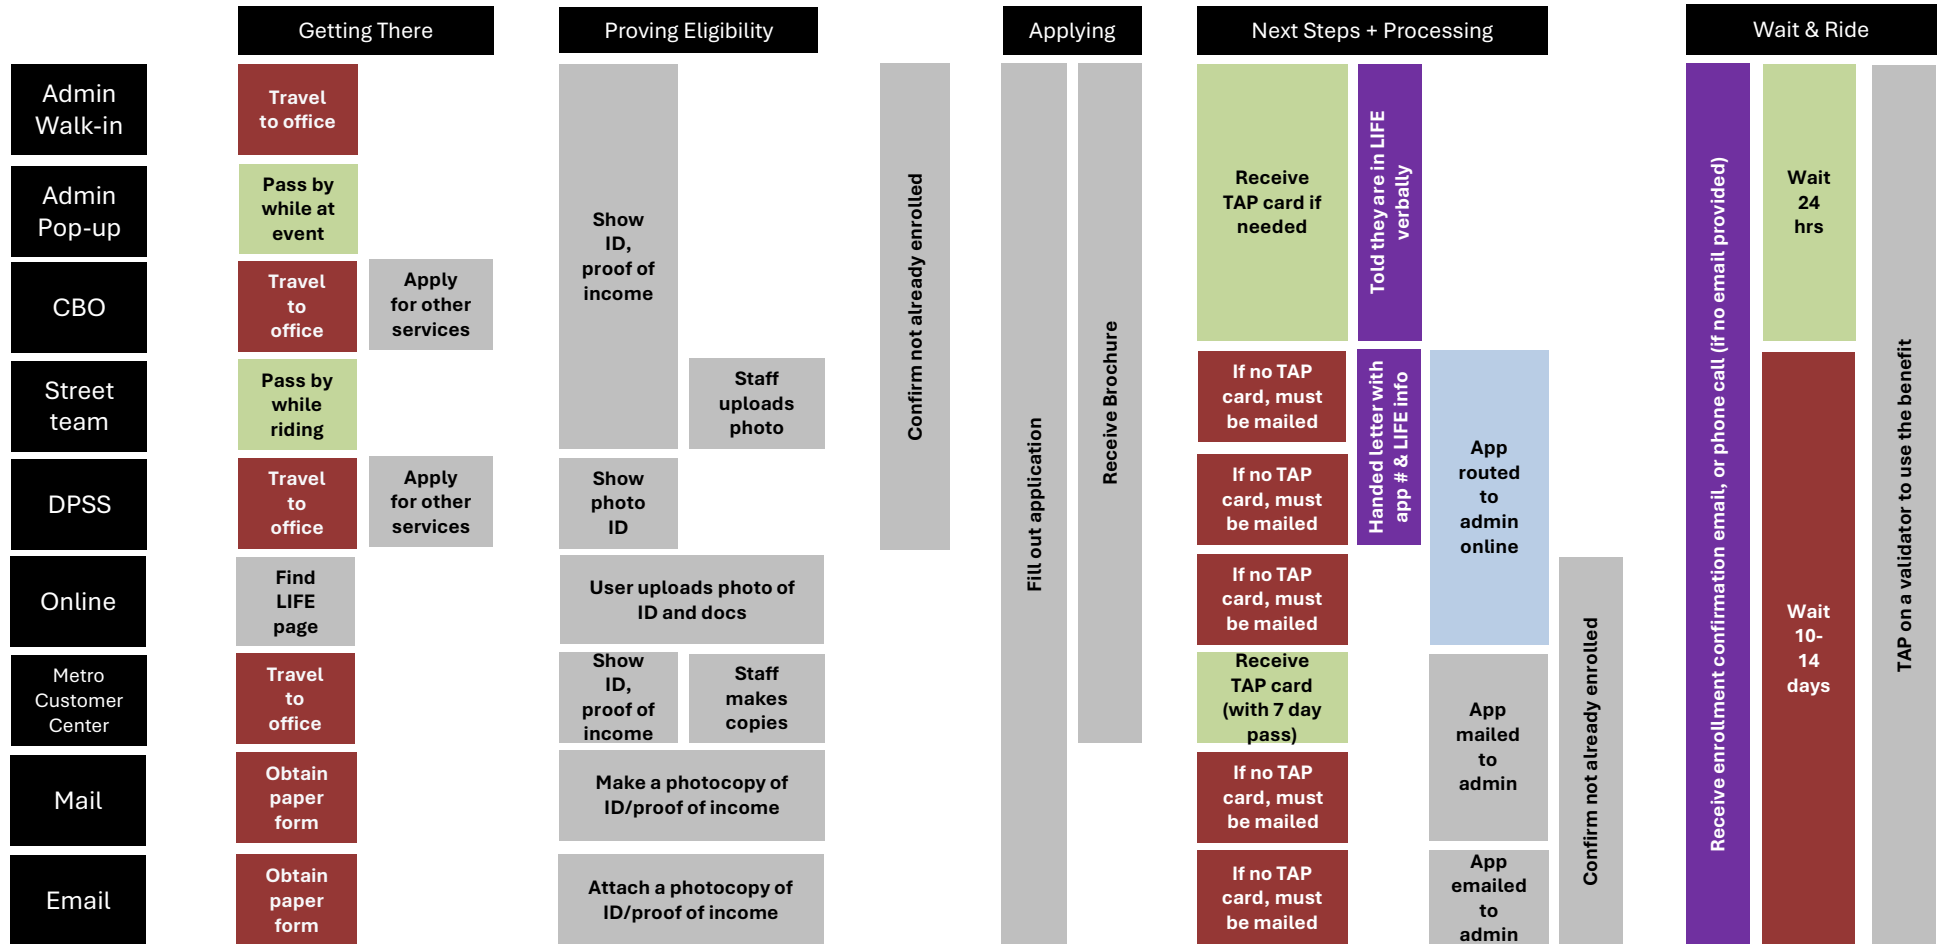 Getting There
Proving Eligibility
Applying
Next Steps + Processing
Wait & Ride
Admin
Walk-in
Travel
to office
Admin
Pop-up
Pass by
while at
event
CBO
Travel
to
office
Apply
for other
services
Street
team
Pass by
while
riding
DPSS
Travel
to
office
Apply
for other
services
Online
Find
LIFE
page
Metro
Customer
Center
Travel
to
office
Mail
Obtain
paper
form
Email
Obtain
paper
form
Show
ID,
proof of
income
Staff
uploads
photo
Show
photo
ID
User uploads photo of
ID and docs
Show
ID,
proof of
income
Staff
makes
copies
Make a photocopy of
ID/proof of income
Attach a photocopy of
ID/proof of income
Confirm not already enrolled
Fill out application
Receive Brochure
Receive
TAP card if
needed
If no TAP
card, must
be mailed
If no TAP
card, must
be mailed
If no TAP
card, must
be mailed
Receive
TAP card
(with 7 day
pass)
If no TAP
card, must
be mailed
If no TAP
card, must
be mailed
Told they are in LIFE
verbally
Handed letter with
app # & LIFE info
App
routed
to
admin
online
App
mailed
to
admin
App
emailed
to
admin
Confirm not already enrolled
Receive enrollment confirmation email, or phone call (if no email provided)
Wait
24
hrs
Wait
10-
14
days
TAP on a validator to use the benefit